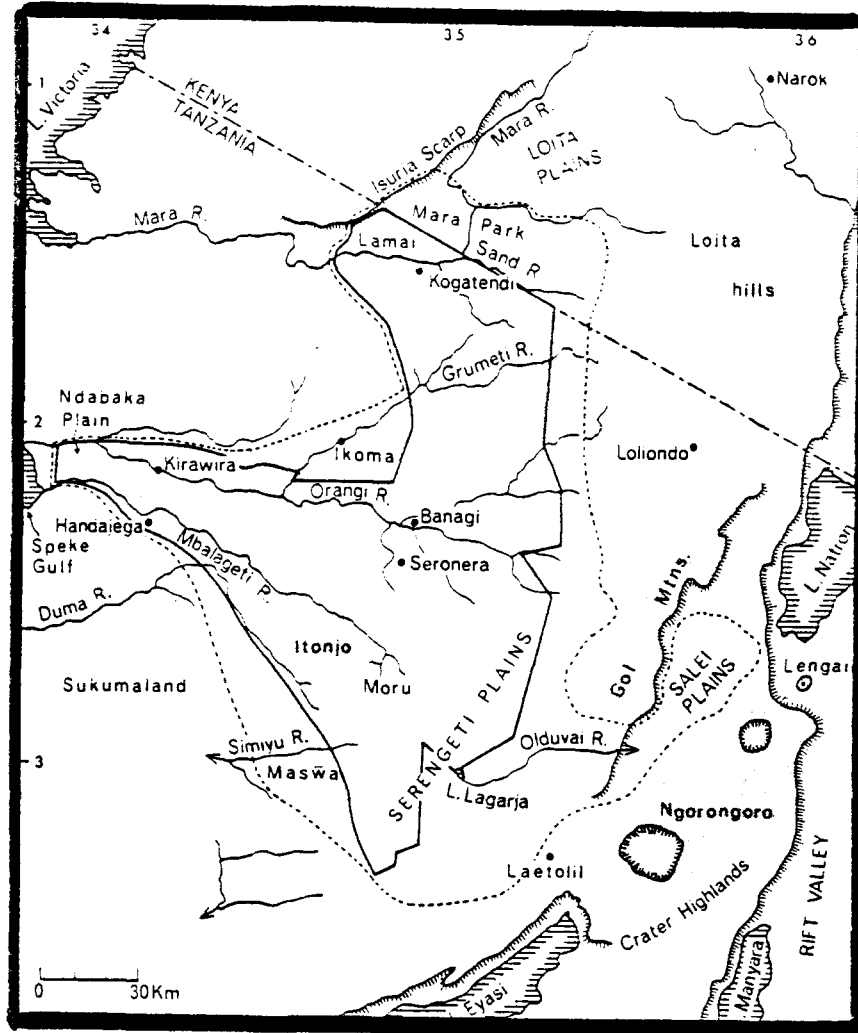 34
35
36
1
Narok
L. Victoria
KENYA
TANZANIA
Isuria Scarp
Mara R.
LOITA
PLAINS
Mara R.
Mara Park
Lamai
Sand R
Loita
hills
Kogatendi
Grumeti R.
Ndabaka
Plain
2
Ikoma
Loliondo
Kirawira
Orangi R.
Banagi
Handajega
Speke
Gulf
Mbalageti R.
Seronera
L. Natron
Duma R.
Gol Mtns.
Itonjo
SALEI
PLAINS
Lengai
Sukumaland
Moru
SERENGETI PLAINS
Olduvai R.
Simiyu R.
3
Maswa
L. Lagarja
Ngorongoro
Laetolil
RIFT VALLEY
Crater Highlands
0 30Km
Eyasi
Manyara